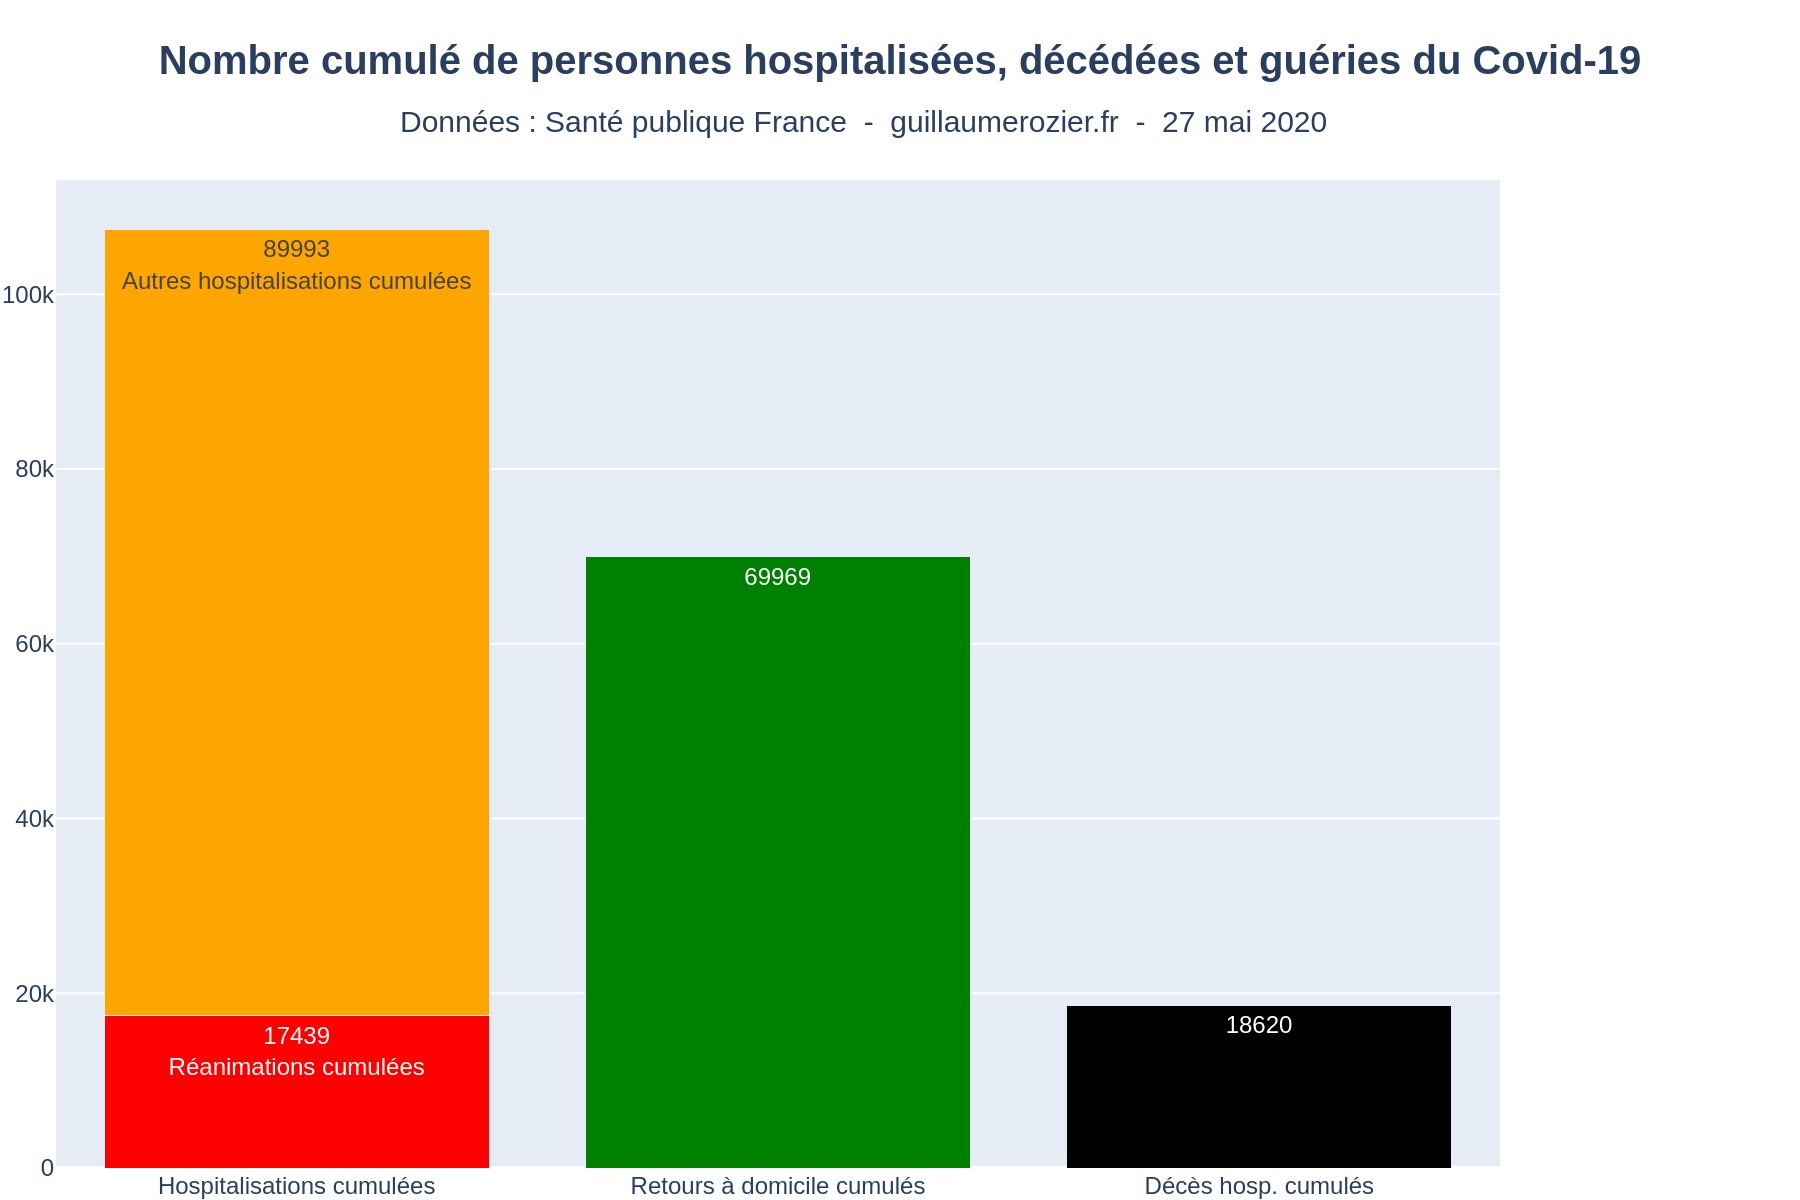 Nombre cumulé de personnes hospitalisées, décédées et guéries du Covid-19
Données : Santé publique France - guillaumerozier.fr - 27 mai 2020
89993
Autres hospitalisations cumulées
100k
80k
69969
60k
40k
20k
17439
Réanimations cumulées
18620
0
Hospitalisations cumulées
Retours à domicile cumulés
Décès hosp. cumulés